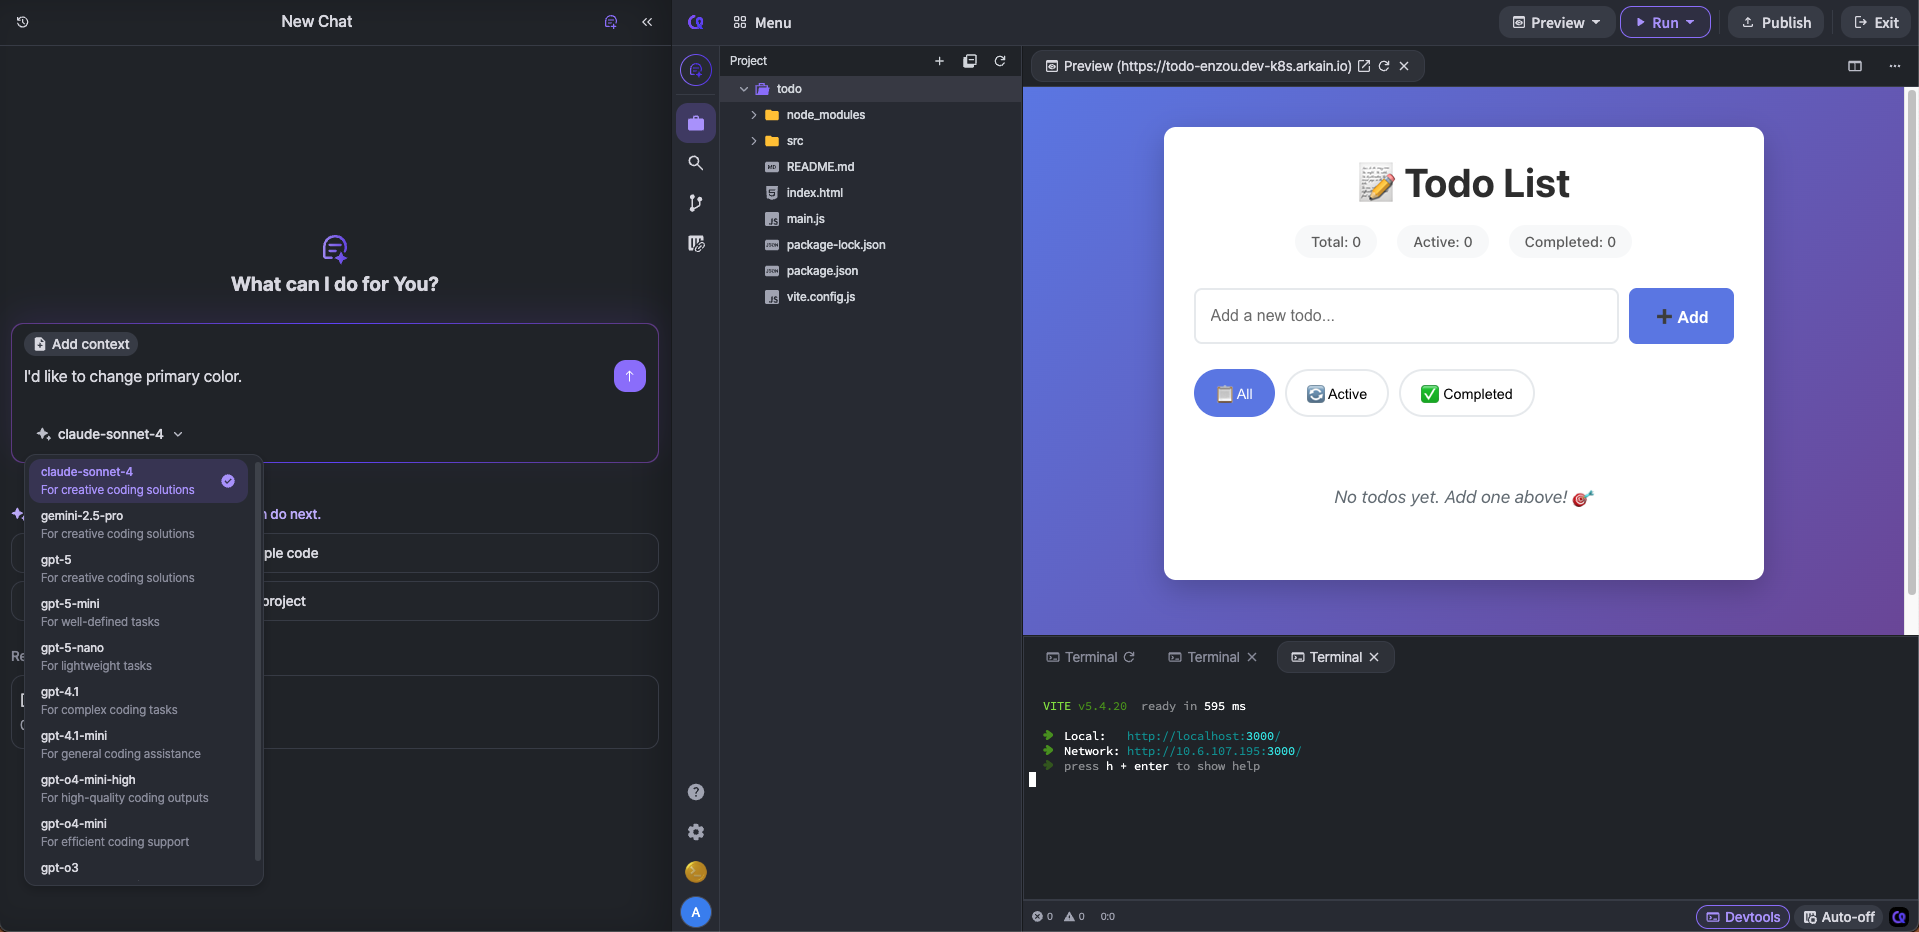 New Chat
Menu
Preview
Run
Publish
Exit
What can I do for You?
Add context
I'd like to change primary color.
claude-sonnet-4
claude-sonnet-4
For creative coding solutions
gemini-2.5-pro
For creative coding solutions
gpt-5
For creative coding solutions
gpt-5-mini
For well-defined tasks
gpt-5-nano
For lightweight tasks
gpt-4.1
For complex coding tasks
gpt-4.1-mini
For general coding assistance
gpt-o4-mini-high
For high-quality coding outputs
gpt-o4-mini
For efficient coding support
gpt-o3
do next.
code
project
A
Project
todo
node_modules
src
README.md
index.html
main.js
package-lock.json
package.json
vite.config.js
Preview (https://todo-enzou.dev-k8s.arkain.io)
📝 Todo List
Total: 0
Active: 0
Completed: 0
Add a new todo...
➕ Add
📋 All
🔄 Active
✅ Completed
No todos yet. Add one above! 🎯
Terminal
Terminal
Terminal
VITE v5.4.20 ready in 595 ms
➜ Local: http://localhost:3000/
➜ Network: http://10.6.107.195:3000/
➜ press h + enter to show help
0
0
0:0
Devtools
Auto-off